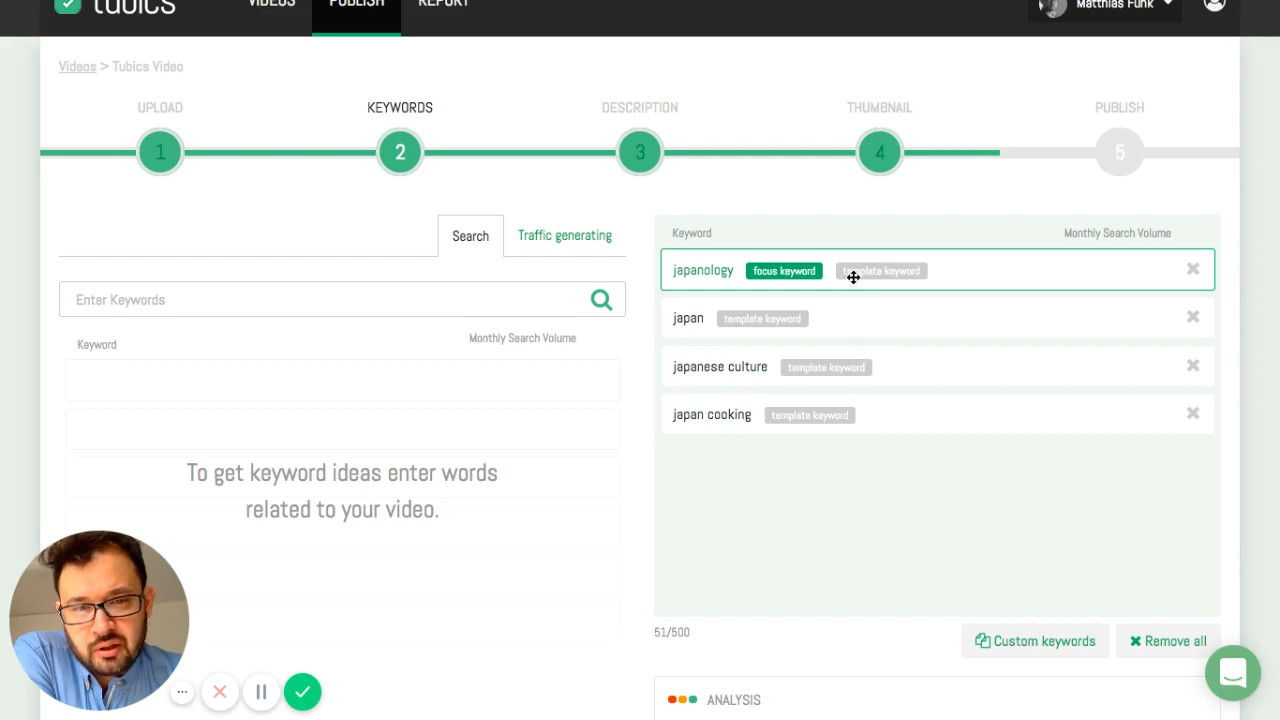 tubics
VIDEOS
PUBLISH
REPORT
Matthias Funk
Videos > Tubics Video
UPLOAD
KEYWORDS
DESCRIPTION
THUMBNAIL
PUBLISH
1
2
3
4
5
Search
Traffic generating
Enter Keywords
Keyword
Monthly Search Volume
To get keyword ideas enter words
related to your video.
Keyword
Monthly Search Volume
japanology focus keyword template keyword
japan template keyword
japanese culture template keyword
japan cooking template keyword
51/500
Custom keywords
Remove all
ANALYSIS